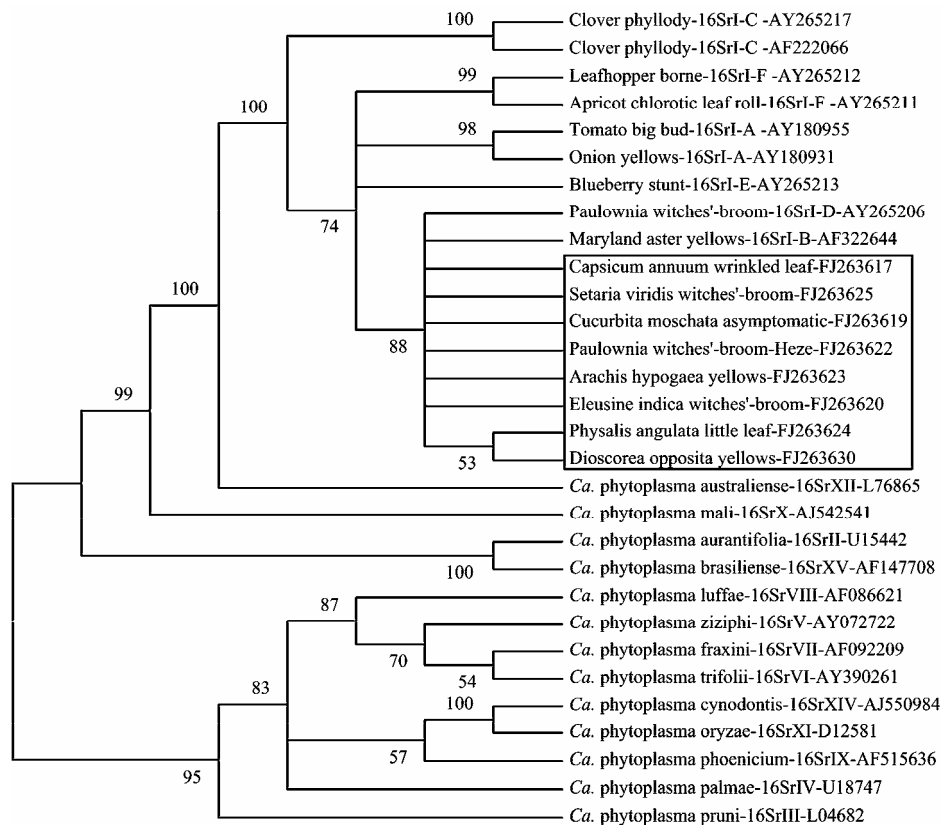 100
Clover phyllody-16SrI-C -AY265217
Clover phyllody-16SrI-C -AF222066
99
Leafhopper borne-16SrI-F -AY265212
100
Apricot chlorotic leaf roll-16SrI-F -AY265211
98
Tomato big bud-16SrI-A -AY180955
Onion yellows-16SrI-A-AY180931
Blueberry stunt-16SrI-E-AY265213
74
Paulownia witches'-broom-16SrI-D-AY265206
Maryland aster yellows-16SrI-B-AF322644
Capsicum annuum wrinkled leaf-FJ263617
100
Setaria viridis witches'-broom-FJ263625
Cucurbita moschata asymptomatic-FJ263619
88
Paulownia witches'-broom-Heze-FJ263622
Arachis hypogaea yellows-FJ263623
99
Eleusine indica witches'-broom-FJ263620
Physalis angulata little leaf-FJ263624
53
Dioscorea opposita yellows-FJ263630
Ca. phytoplasma australiense-16SrXII-L76865
Ca. phytoplasma mali-16SrX-AJ542541
Ca. phytoplasma aurantifolia-16SrII-U15442
100
Ca. phytoplasma brasiliense-16SrXV-AF147708
87
Ca. phytoplasma luffae-16SrVIII-AF086621
Ca. phytoplasma ziziphi-16SrV-AY072722
70
Ca. phytoplasma fraxini-16SrVII-AF092209
54
Ca. phytoplasma trifolii-16SrVI-AY390261
83
100
Ca. phytoplasma cynodontis-16SrXIV-AJ550984
Ca. phytoplasma oryzae-16SrXI-D12581
57
Ca. phytoplasma phoenicium-16SrIX-AF515636
95
Ca. phytoplasma palmae-16SrIV-U18747
Ca. phytoplasma pruni-16SrIII-L04682